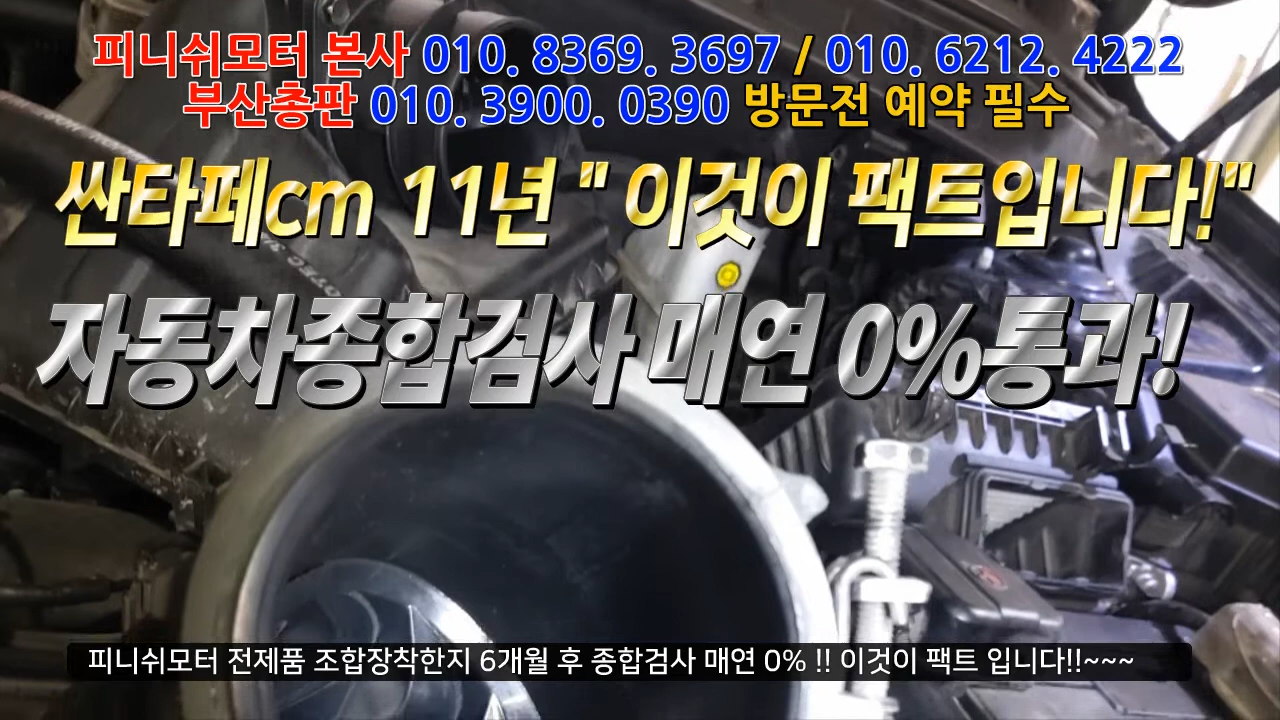 피니쉬모터 본사 010. 8369. 3697 / 010. 6212. 4222
부산총판 010. 3900. 0390 방문전 예약 필수
싼타페cm 11년 " 이것이 팩트입니다!"
자동차종합검사 매연 0%통과!
피니쉬모터 전제품 조합장착한지 6개월 후 종합검사 매연 0% !! 이것이 팩트 입니다!!~~~